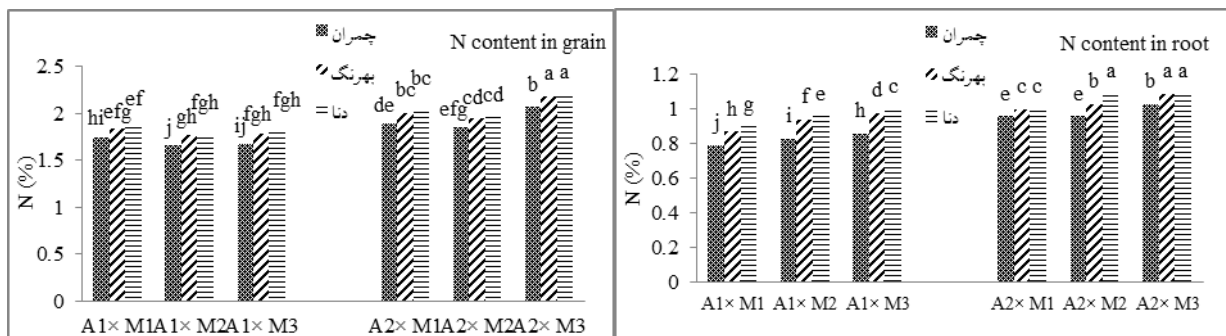 N content in grain
چمران
بهرنگ
دنا
N (%)
2.5
2
1.5
1
0.5
0
hi efg ef
j gh fgh
ij fgh fgh
de bc bc
efg cd cd
b a a
A1× M1 A1× M2 A1× M3 A2× M1 A2× M2 A2× M3
N content in root
چمران
بهرنگ
دنا
N (%)
1.2
1
0.8
0.6
0.4
0.2
0
j h g
i f e
h d c
e c c
e b a
b a a
A1× M1 A1× M2 A1× M3 A2× M1 A2× M2 A2× M3